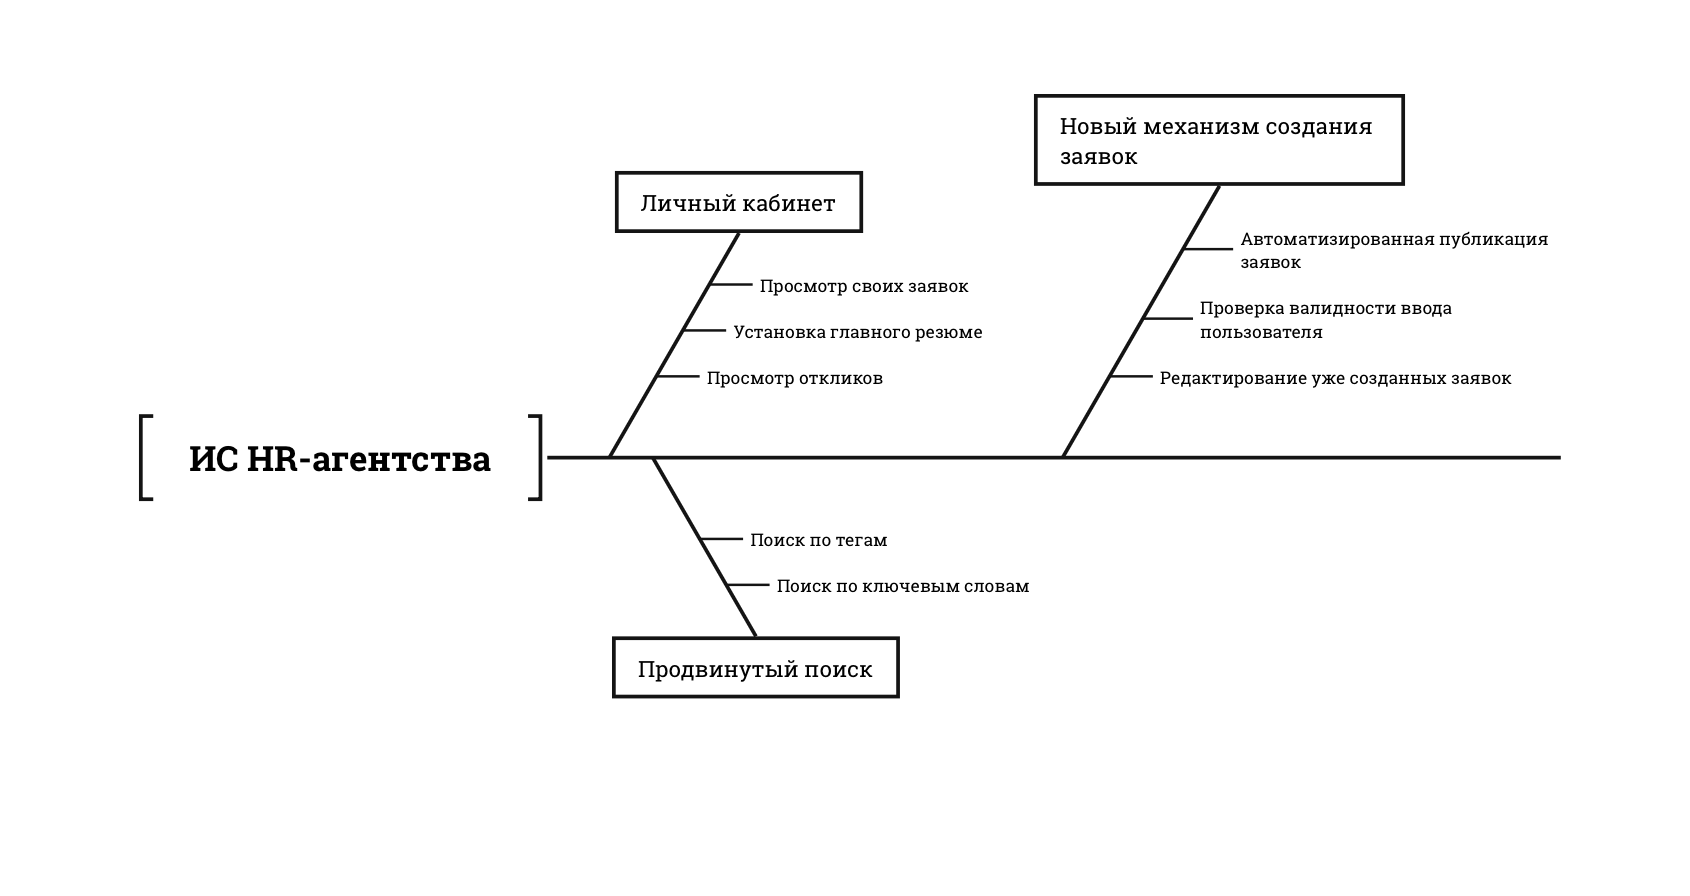 Новый механизм создания
заявок
Личный кабинет
Автоматизированная публикация
заявок
Просмотр своих заявок
Проверка валидности ввода
пользователя
Установка главного резюме
Просмотр откликов
Редактирование уже созданных заявок
ИС HR-агентства
Поиск по тегам
Поиск по ключевым словам
Продвинутый поиск